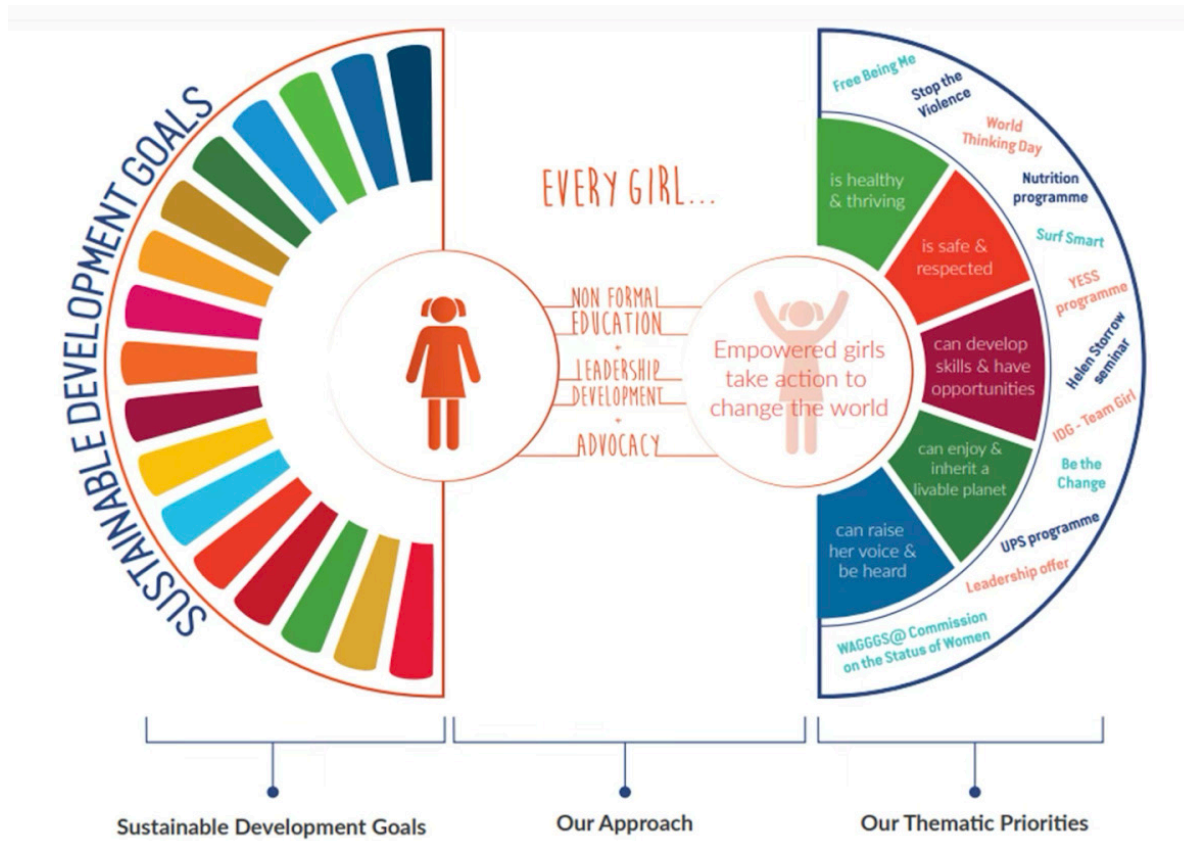 SUSTAINABLE DEVELOPMENT GOALS
EVERY GIRL...
NON FORMAL
EDUCATION
+
LEADERSHIP
DEVELOPMENT
+
ADVOCACY
Empowered girls
take action to
change the world
is healthy
& thriving
is safe &
respected
can develop
skills & have
opportunities
can enjoy &
inherit a
livable planet
can raise
her voice &
be heard
Free Being Me
Stop the
Violence
World
Thinking Day
Nutrition
programme
Surf Smart
YESS
programme
Helen Storrow
seminar
IDG - Team Girl
Be the
Change
UPS programme
Leadership offer
WAGGGS@ Commission
on the Status of Women
Sustainable Development Goals
Our Approach
Our Thematic Priorities